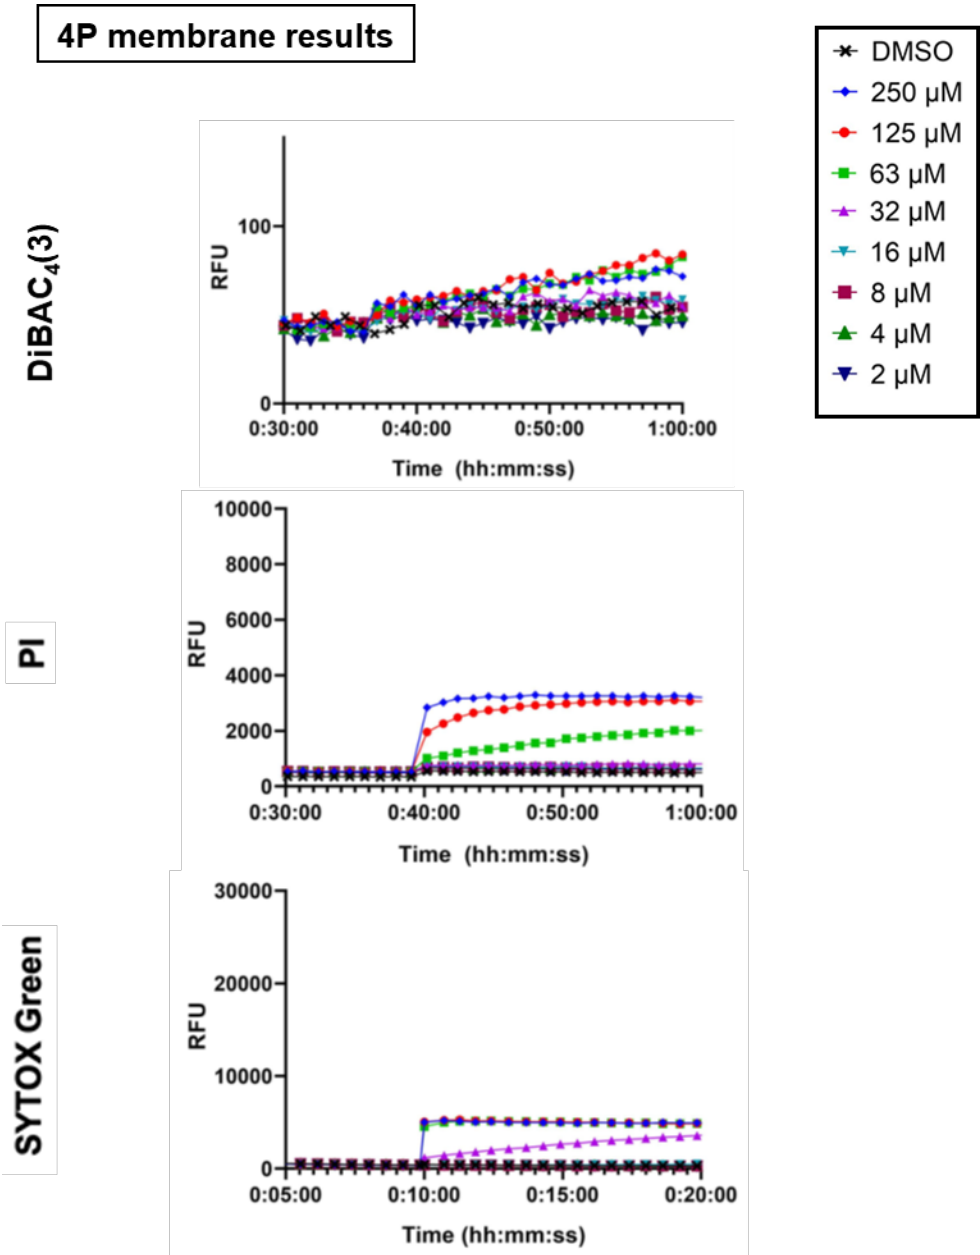 4P membrane results
DMSO
250 µM
125 µM
63 µM
32 µM
16 µM
8 µM
4 µM
2 µM
DiBAC₄(3)
RFU
100
0
0:30:00 0:40:00 0:50:00 1:00:00
Time (hh:mm:ss)
PI
RFU
10000
8000
6000
4000
2000
0
0:30:00 0:40:00 0:50:00 1:00:00
Time (hh:mm:ss)
SYTOX Green
RFU
30000
20000
10000
0
0:05:00 0:10:00 0:15:00 0:20:00
Time (hh:mm:ss)